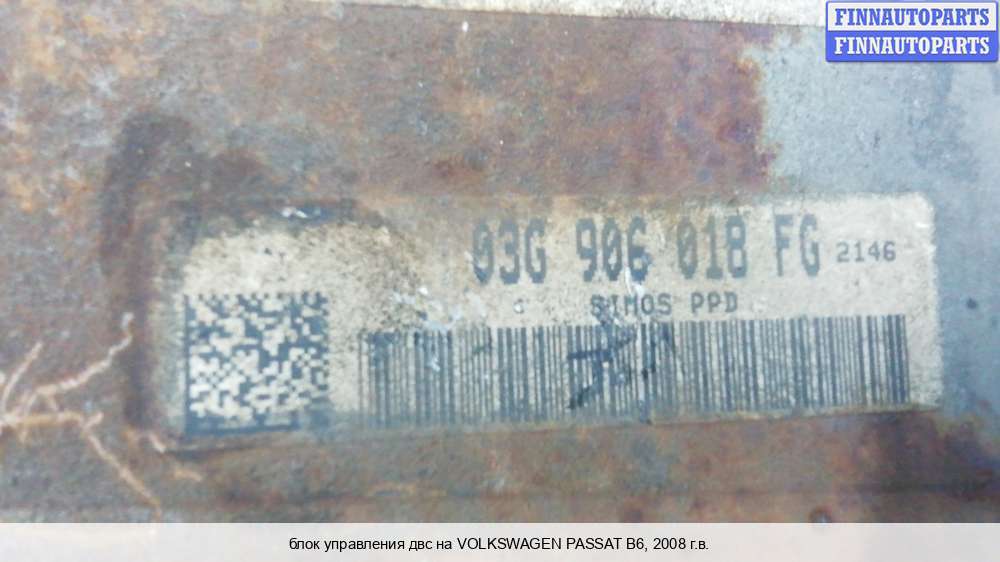 FINNAUTOPARTS
FINNAUTOPARTS
03G 906 018 FG 2146
SIMOS PPD
блок управления двс на VOLKSWAGEN PASSAT B6, 2008 г.в.